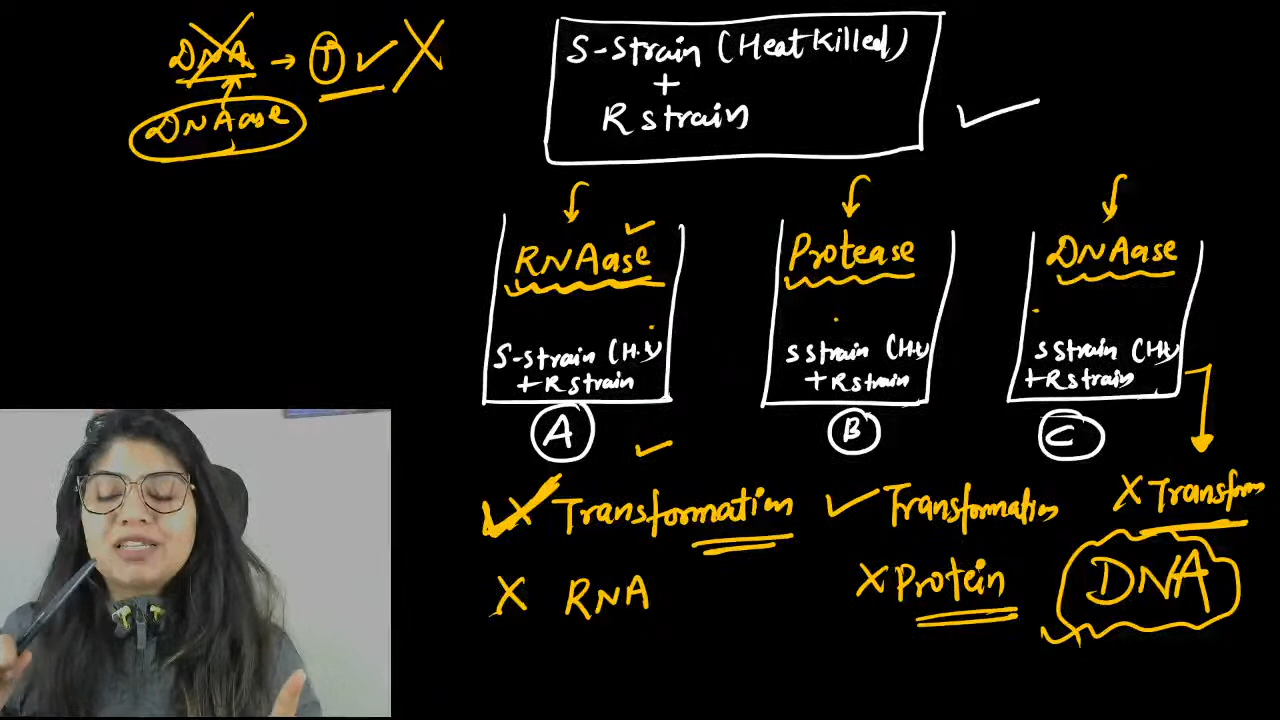 DNA → T
DNAase
S-Strain (Heat Killed)
+
R strain
RNAase
S-Strain (H.k)
+ R strain
A
Protease
S Strain (H.k)
+ R strain
B
DNAase
S Strain (H.k)
+ R strain
C
Transformation
X RNA
Transformation
X Protein
X Transform
DNA